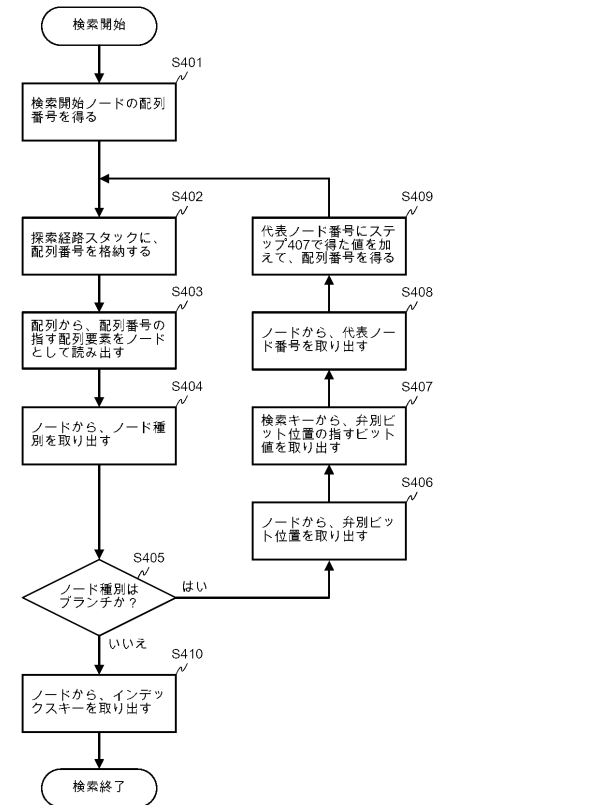 検索開始
S401
検索開始ノードの配列
番号を得る
S402
探索経路スタックに、
配列番号を格納する
S403
配列から、配列番号の
指す配列要素をノード
として読み出す
S404
ノードから、ノード種
別を取り出す
S405
ノード種別は
ブランチか？
はい
いいえ
S406
ノードから、弁別ビッ
ト位置を取り出す
S407
検索キーから、弁別ビ
ット位置の指すビット
値を取り出す
S408
ノードから、代表ノー
ド番号を取り出す
S409
代表ノード番号にステ
ップ407で得た値を加
えて、配列番号を得る
S410
ノードから、インデッ
クスキーを取り出す
検索終了